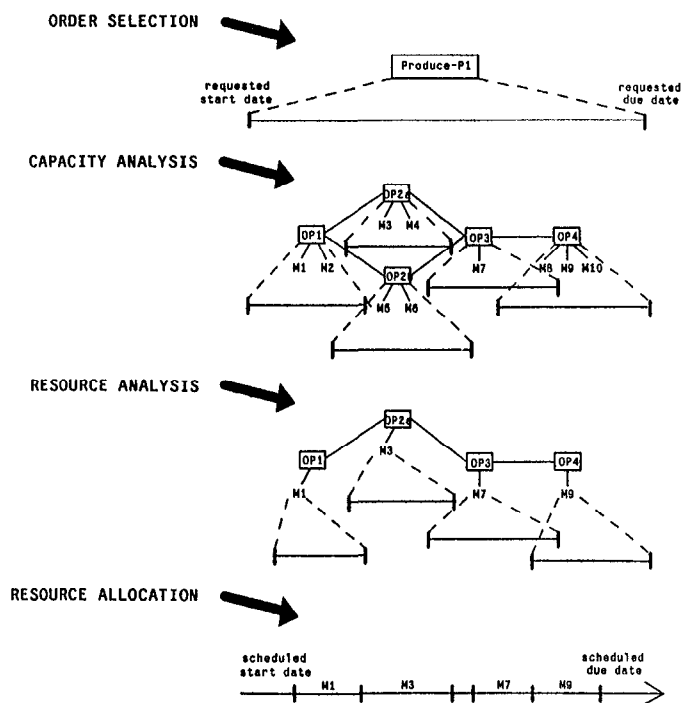 ORDER SELECTION
Produce-P1
requested
start date
requested
due date
CAPACITY ANALYSIS
OP2a
M3 M4
OP1
M1 M2
OP3
M7
OP4
M8 M9 M10
OP2
M5 M6
RESOURCE ANALYSIS
OP2a
M3
OP1
M1
OP3
M7
OP4
M9
RESOURCE ALLOCATION
scheduled
start date
scheduled
due date
M1 M3 M7 M9